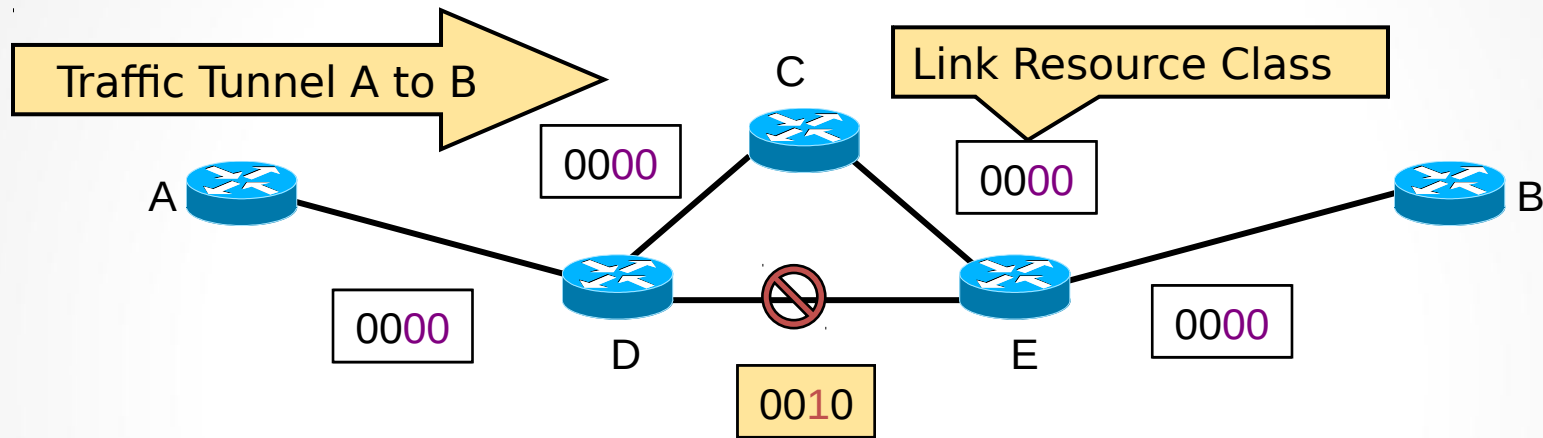 Traffic Tunnel A to B
Link Resource Class
C
0000
0000
A
B
0000
0000
D
E
0010